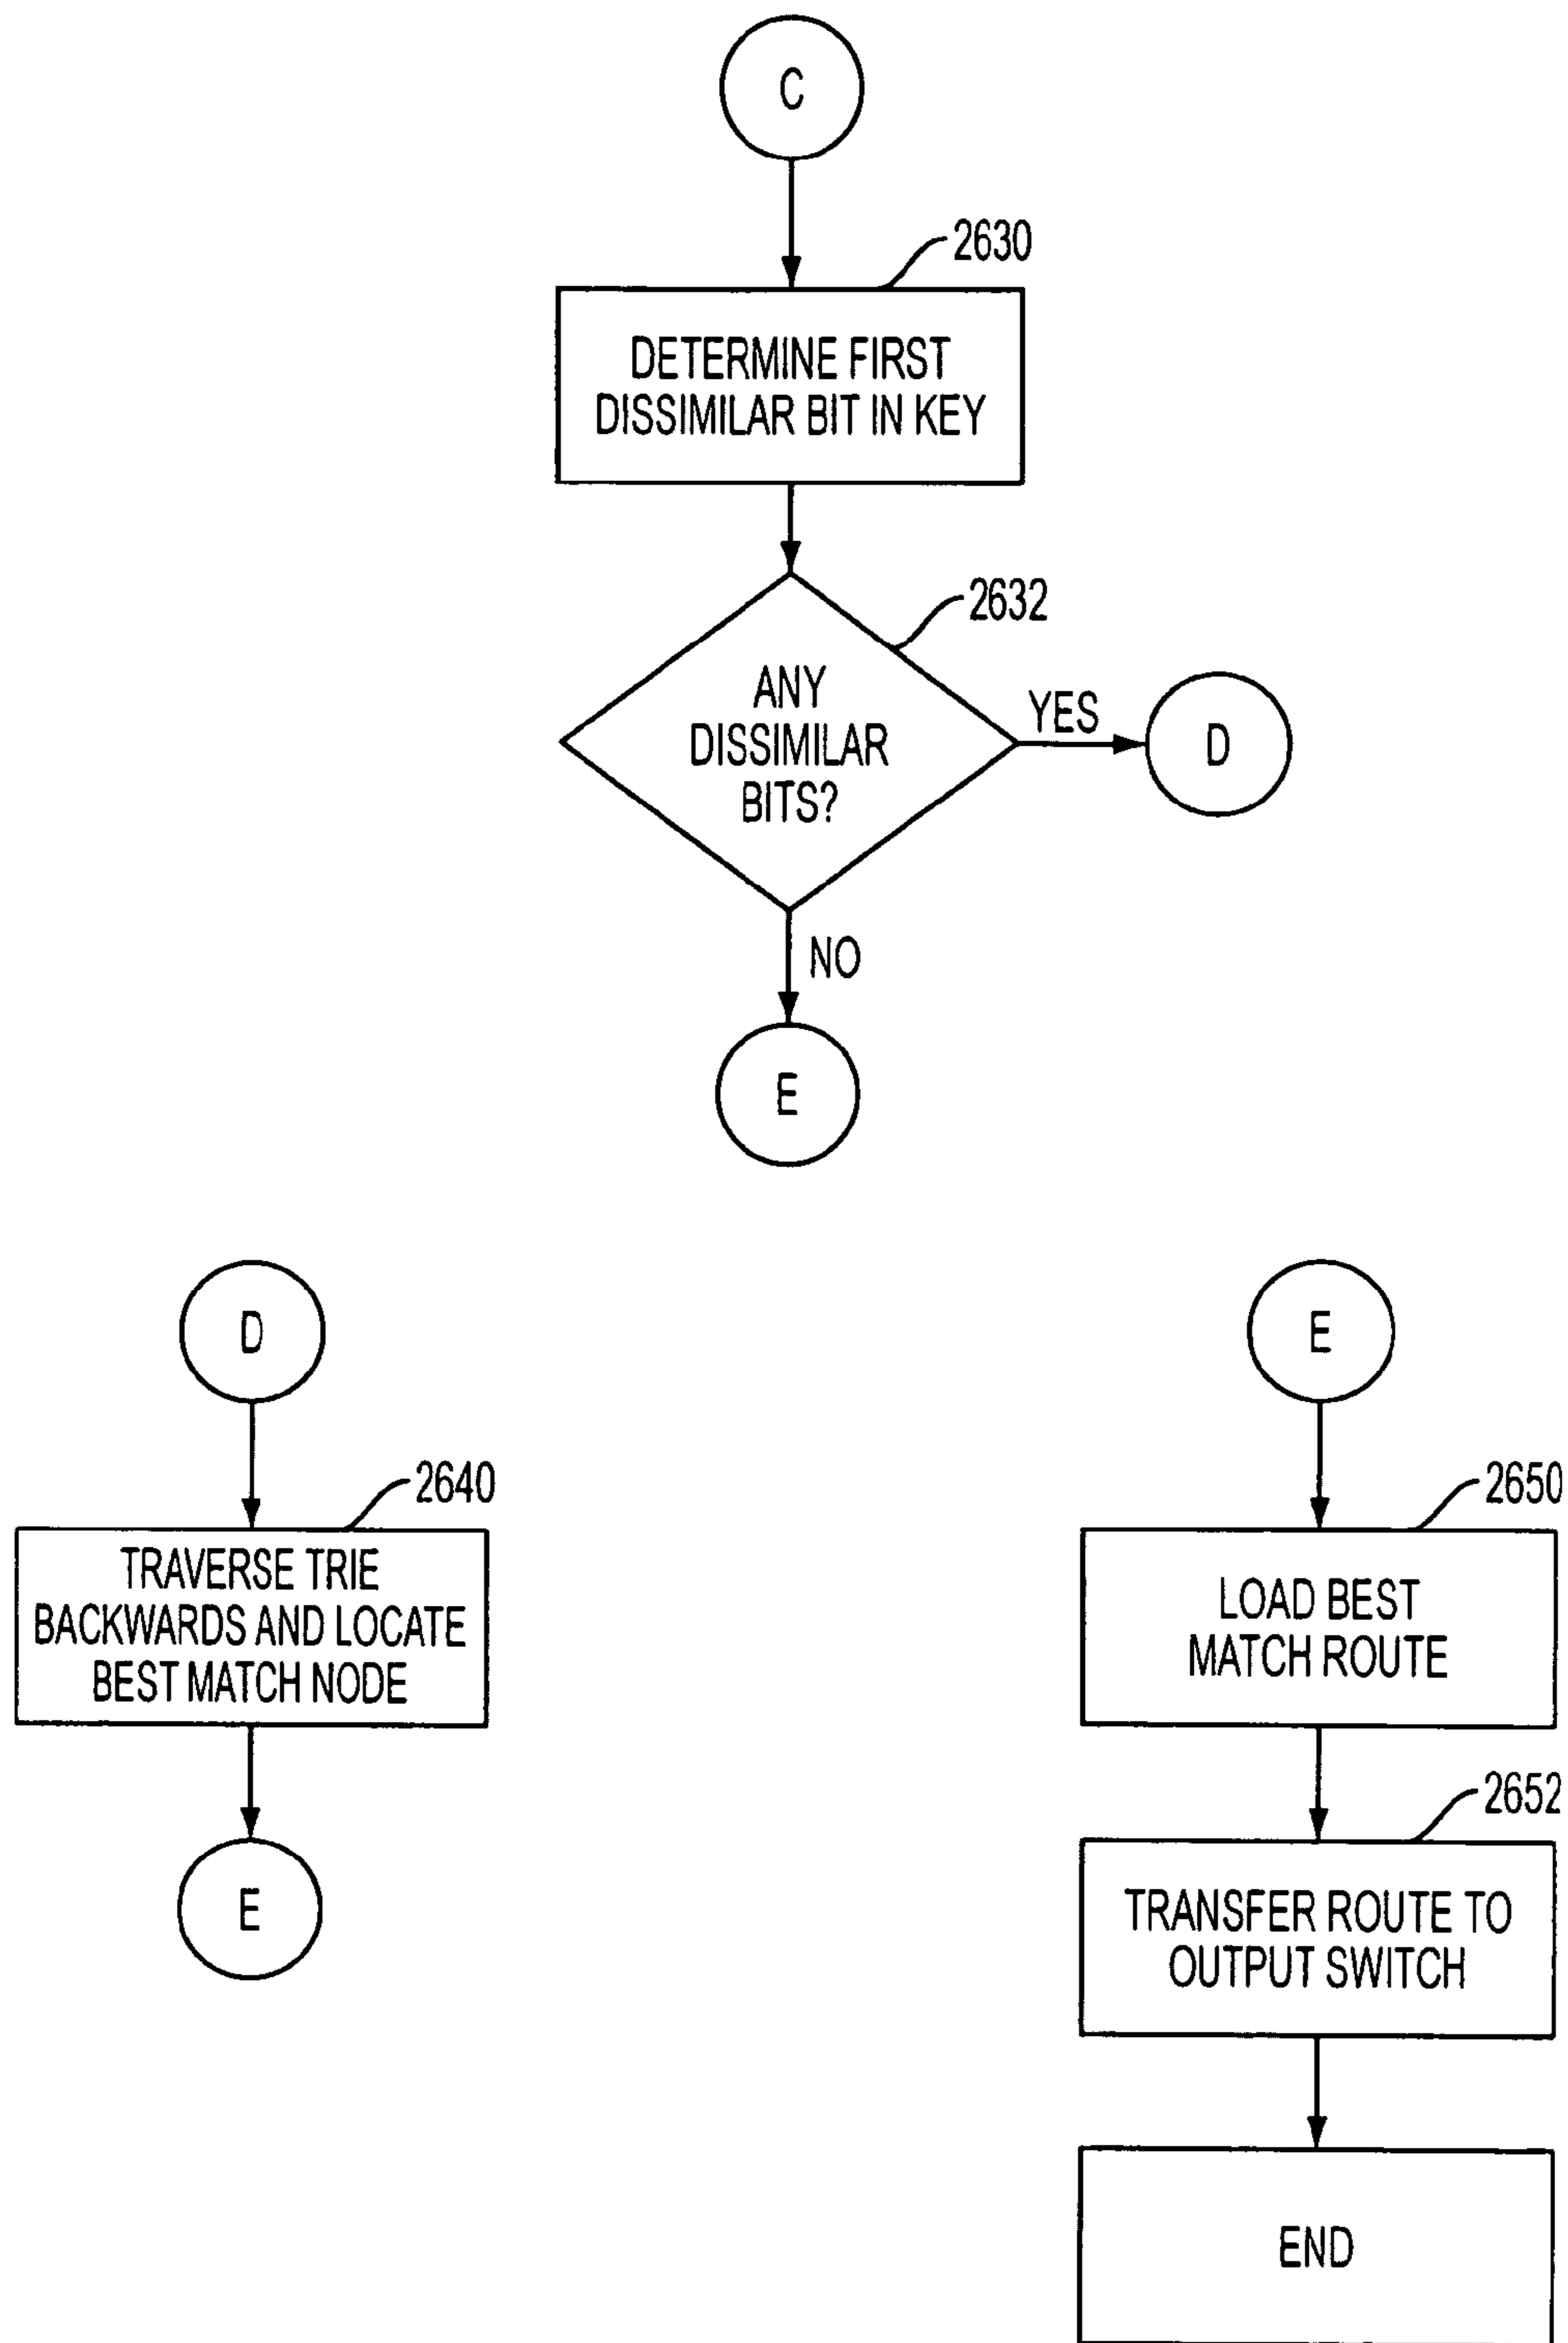 C
2630
DETERMINE FIRST
DISSIMILAR BIT IN KEY
2632
ANY
DISSIMILAR
BITS?
YES
D
NO
E
D
2640
TRAVERSE TRIE
BACKWARDS AND LOCATE
BEST MATCH NODE
E
E
2650
LOAD BEST
MATCH ROUTE
2652
TRANSFER ROUTE TO
OUTPUT SWITCH
END